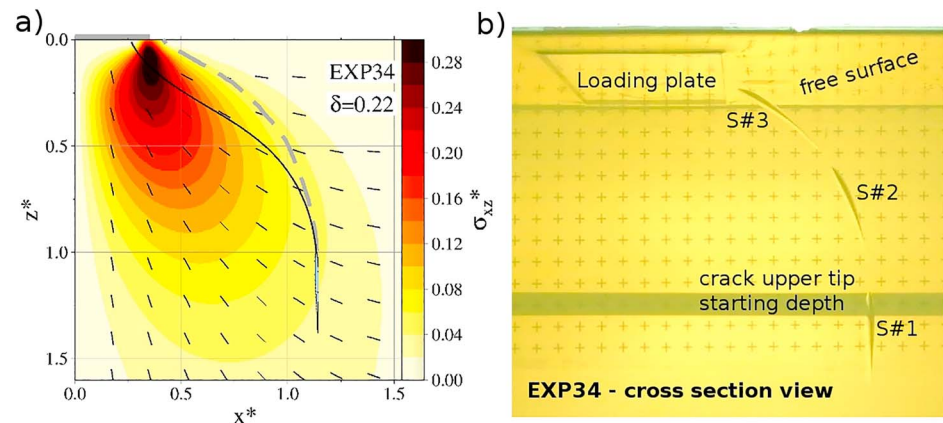 a)
0.0
0.5
1.0
1.5
z*
0.0
0.5
1.0
1.5
x*
EXP34
δ=0.22
0.28
0.24
0.20
0.16
0.12
0.08
0.04
0.00
σxz*
b)
Loading plate
free surface
S#3
S#2
crack upper tip
starting depth
S#1
EXP34 - cross section view